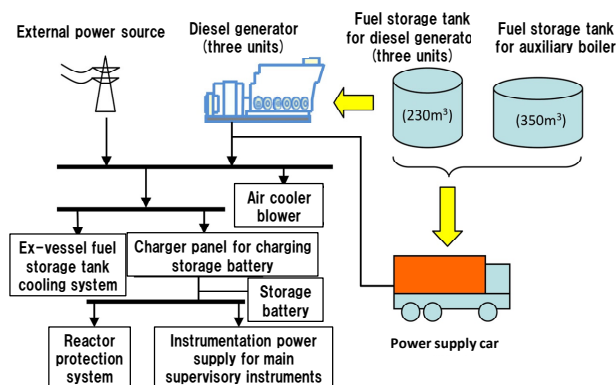 External power source
Diesel generator
(three units)
Fuel storage tank
for diesel generato
(three units)
Fuel storage tank
for auxiliary boiler
(230m³)
(350m³)
Air cooler
blower
Ex-vessel fuel
storage tank
cooling system
Charger panel for charging
storage battery
Storage
battery
Reactor
protection
system
Instrumentation power
supply for main
supervisory instruments
Power supply car